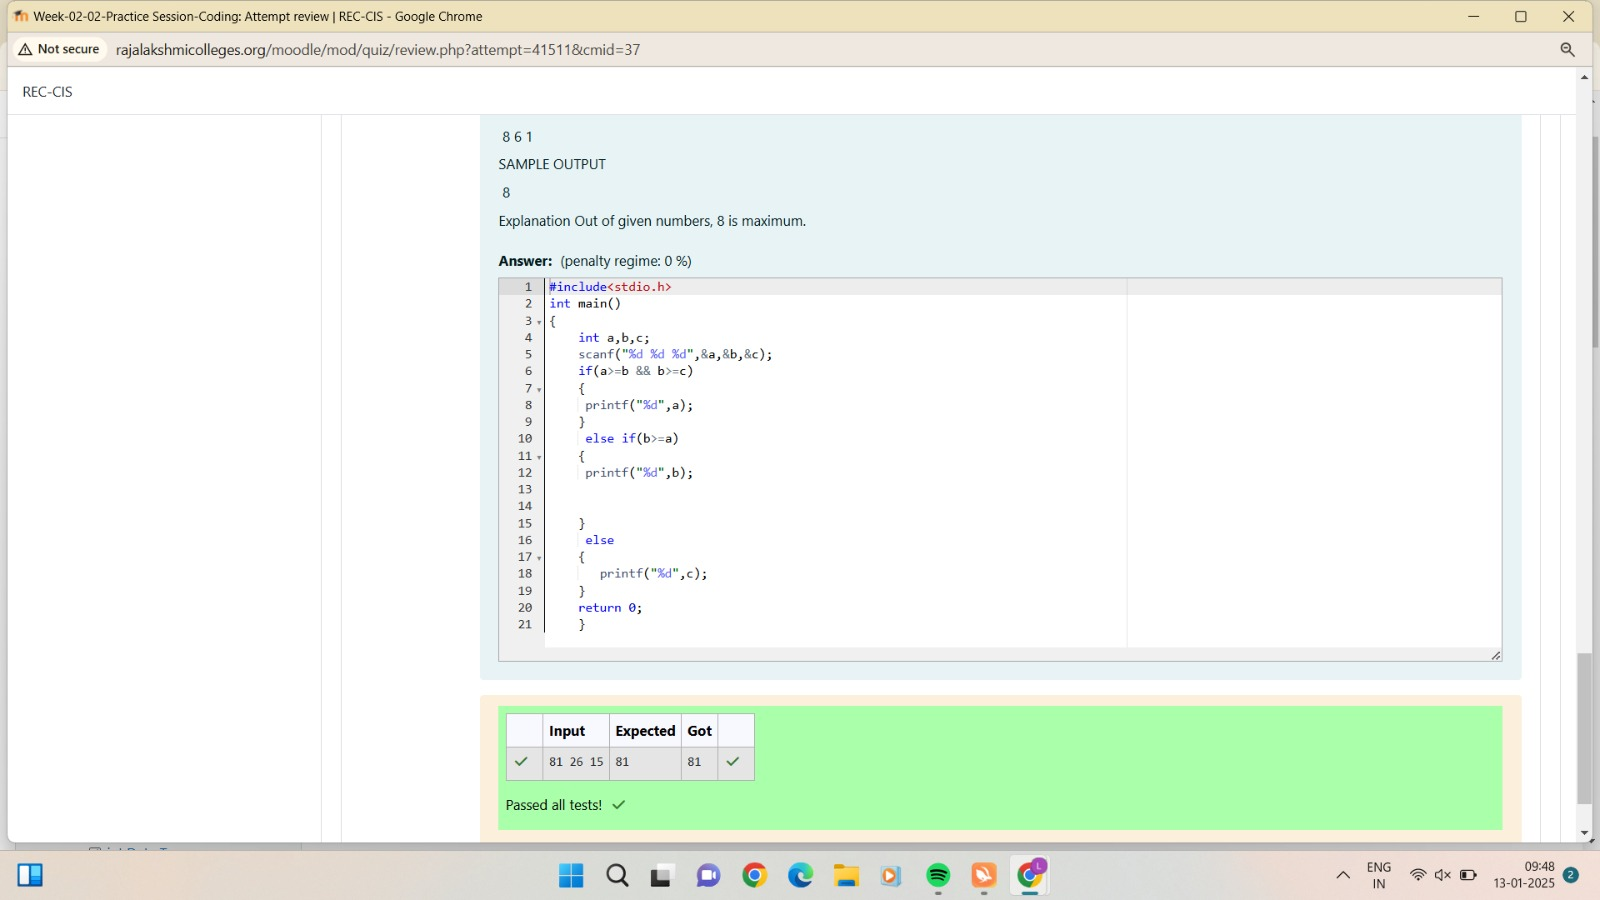 Week-02-02-Practice Session-Coding: Attempt review | REC-CIS - Google Chrome
Not secure rajalakshmicolleges.org/moodle/mod/quiz/review.php?attempt=41511&cmid=37
REC-CIS
8 6 1
SAMPLE OUTPUT
8
Explanation Out of given numbers, 8 is maximum.
Answer: (penalty regime: 0 %)
1 #include<stdio.h>
2 int main()
3 {
4 int a,b,c;
5 scanf("%d %d %d",&a,&b,&c);
6 if(a>=b && b>=c)
7 {
8 printf("%d",a);
9 }
10 else if(b>=a)
11 {
12 printf("%d",b);
13
14
15 }
16 else
17 {
18 printf("%d",c);
19 }
20 return 0;
21 }
Input Expected Got
81 26 15 81 81
Passed all tests!
ENG
IN
09:48
13-01-2025
2
L